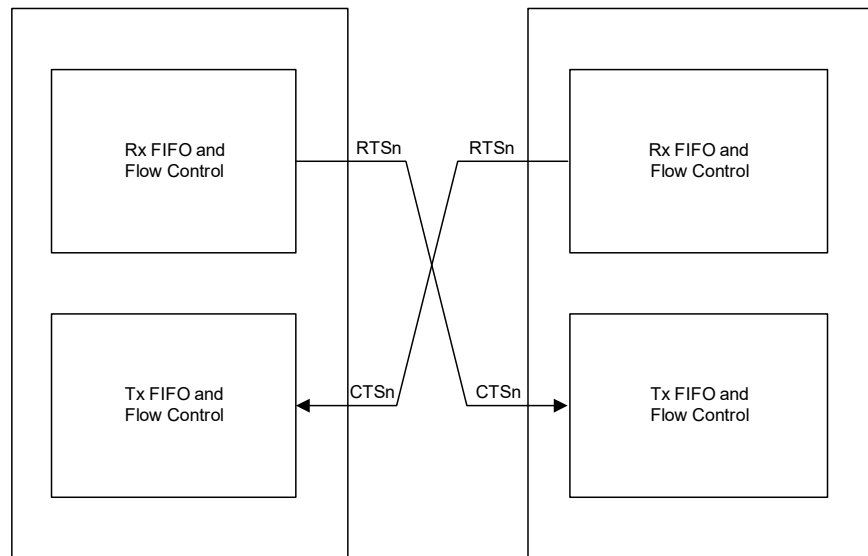 Rx FIFO and
Flow Control
RTSn
RTSn
Rx FIFO and
Flow Control
Tx FIFO and
Flow Control
CTSn
CTSn
Tx FIFO and
Flow Control